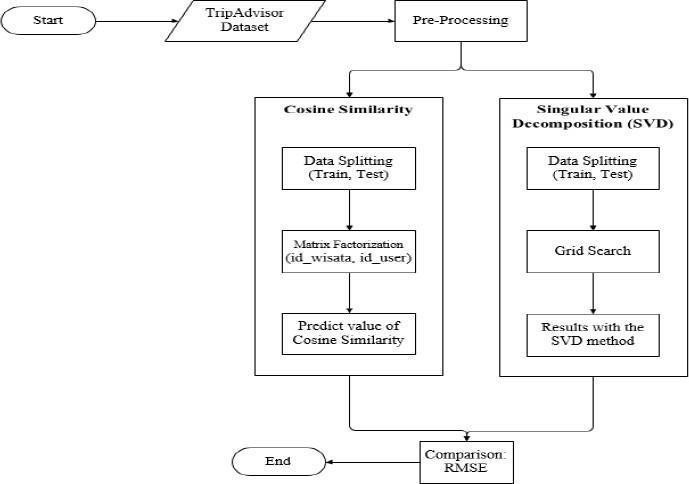 Start
TripAdvisor
Dataset
Pre-Processing
Cosine Similarity
Data Splitting
(Train, Test)
Matrix Factorization
(id_wisata, id_user)
Predict value of
Cosine Similarity
Singular Value
Decomposition (SVD)
Data Splitting
(Train, Test)
Grid Search
Results with the
SVD method
Comparison:
RMSE
End